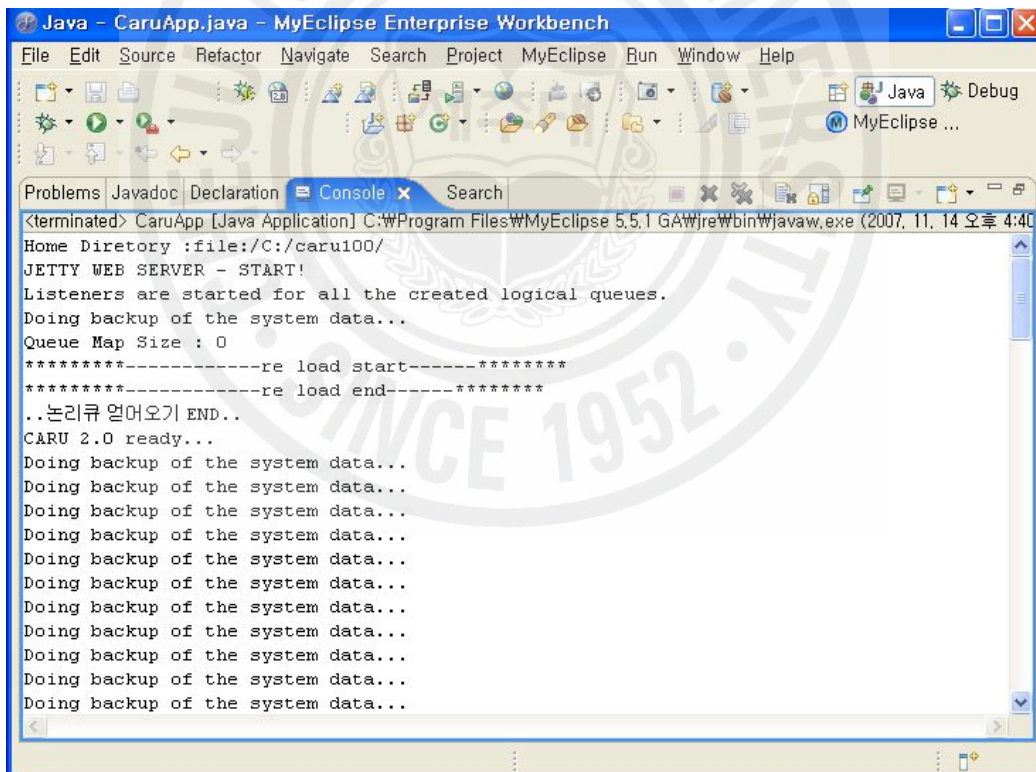 Java - CaruApp.java - MyEclipse Enterprise Workbench
File Edit Source Refactor Navigate Search Project MyEclipse Run Window Help
Java Debug
MyEclipse ...
Problems Javadoc Declaration Console Search
<terminated> CaruApp [Java Application] C:₩Program Files₩MyEclipse 5,5,1 GA₩jre₩bin₩javaw,exe (2007, 11, 14 오후 4:40
Home Diretory :file:/C:/caru100/
JETTY WEB SERVER - START!
Listeners are started for all the created logical queues.
Doing backup of the system data...
Queue Map Size : 0
*********------------re load start------********
*********------------re load end------********
..논리큐 얻어오기 END..
CARU 2.0 ready...
Doing backup of the system data...
Doing backup of the system data...
Doing backup of the system data...
Doing backup of the system data...
Doing backup of the system data...
Doing backup of the system data...
Doing backup of the system data...
Doing backup of the system data...
Doing backup of the system data...
Doing backup of the system data...
Doing backup of the system data...
SINCE 1952